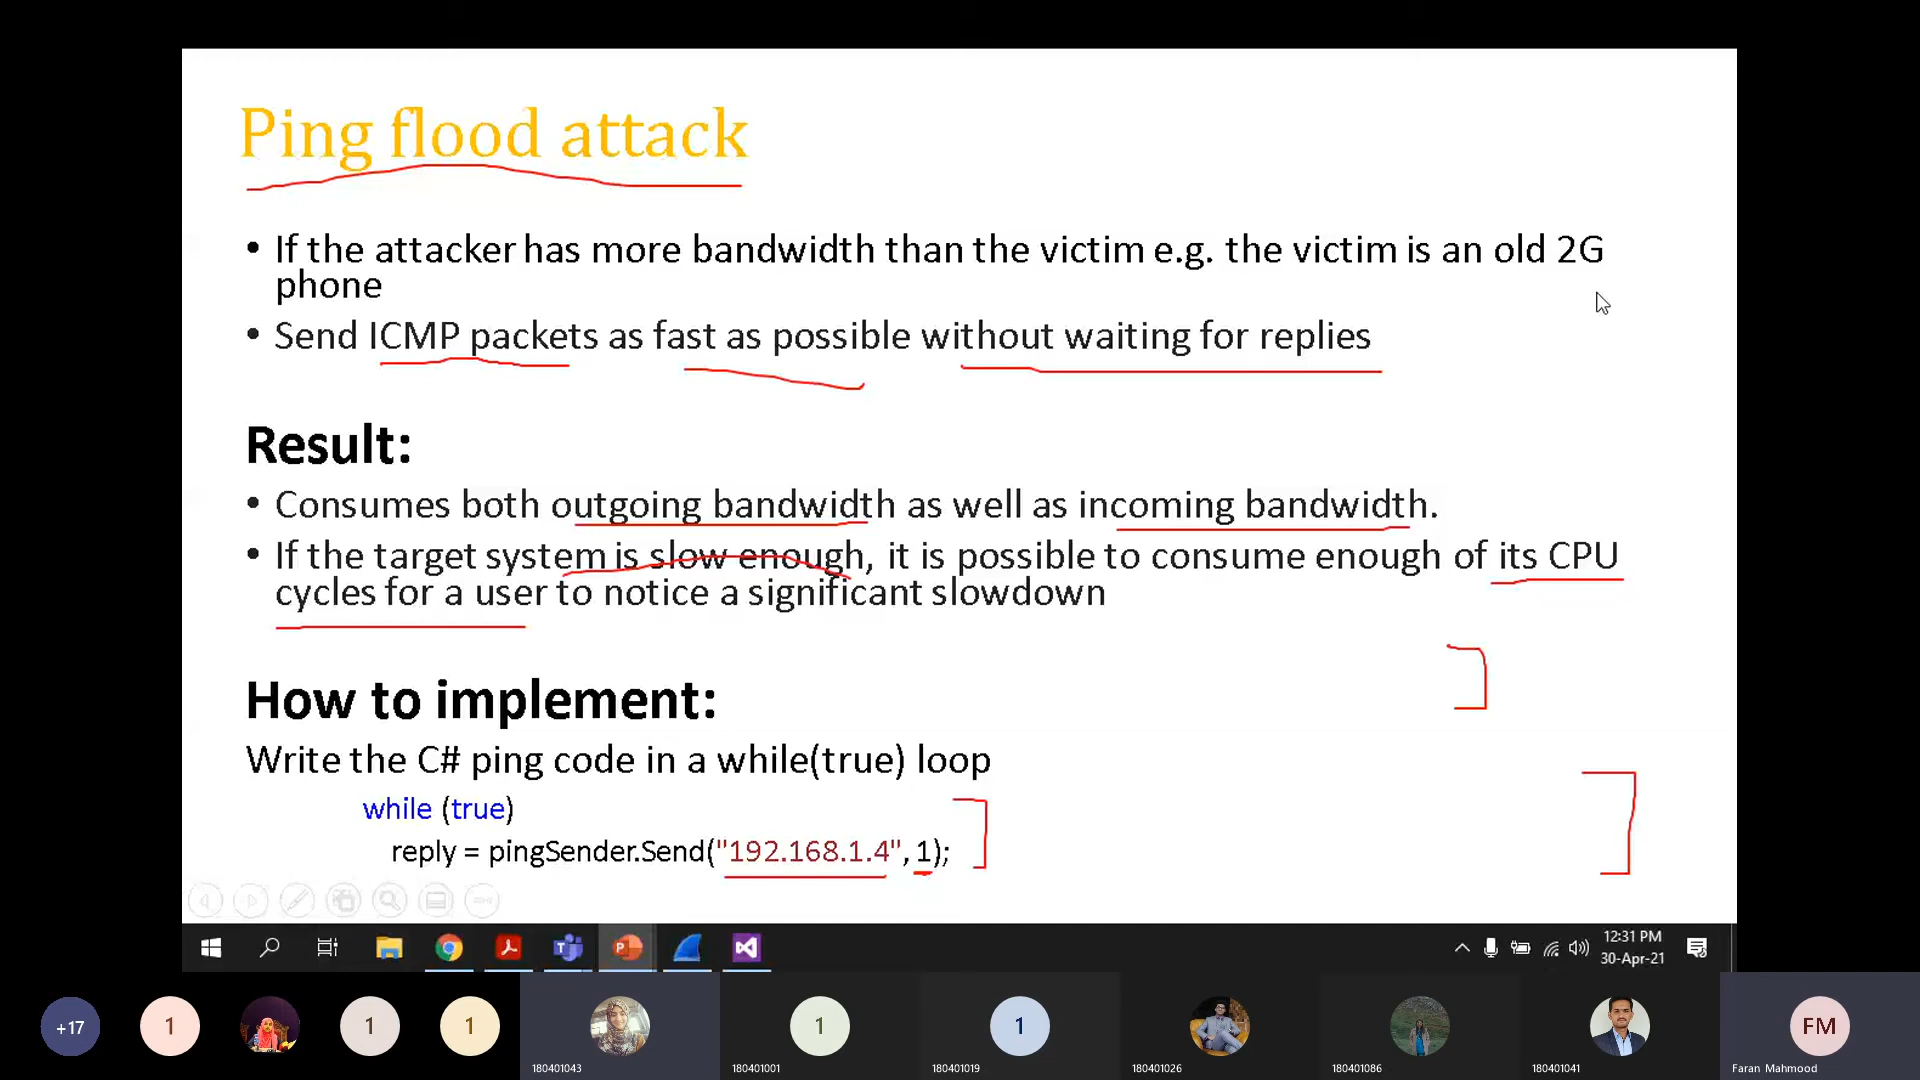 Ping flood attack
• If the attacker has more bandwidth than the victim e.g. the victim is an old 2G
phone
• Send ICMP packets as fast as possible without waiting for replies
Result:
• Consumes both outgoing bandwidth as well as incoming bandwidth.
• If the target system is slow enough, it is possible to consume enough of its CPU
cycles for a user to notice a significant slowdown
How to implement:
Write the C# ping code in a while(true) loop
while (true)
reply = pingSender.Send("192.168.1.4", 1);
12:31 PM
30-Apr-21
+17
1
1
1
1
1
FM
180401043
180401001
180401019
180401026
180401086
180401041
Faran Mahmood